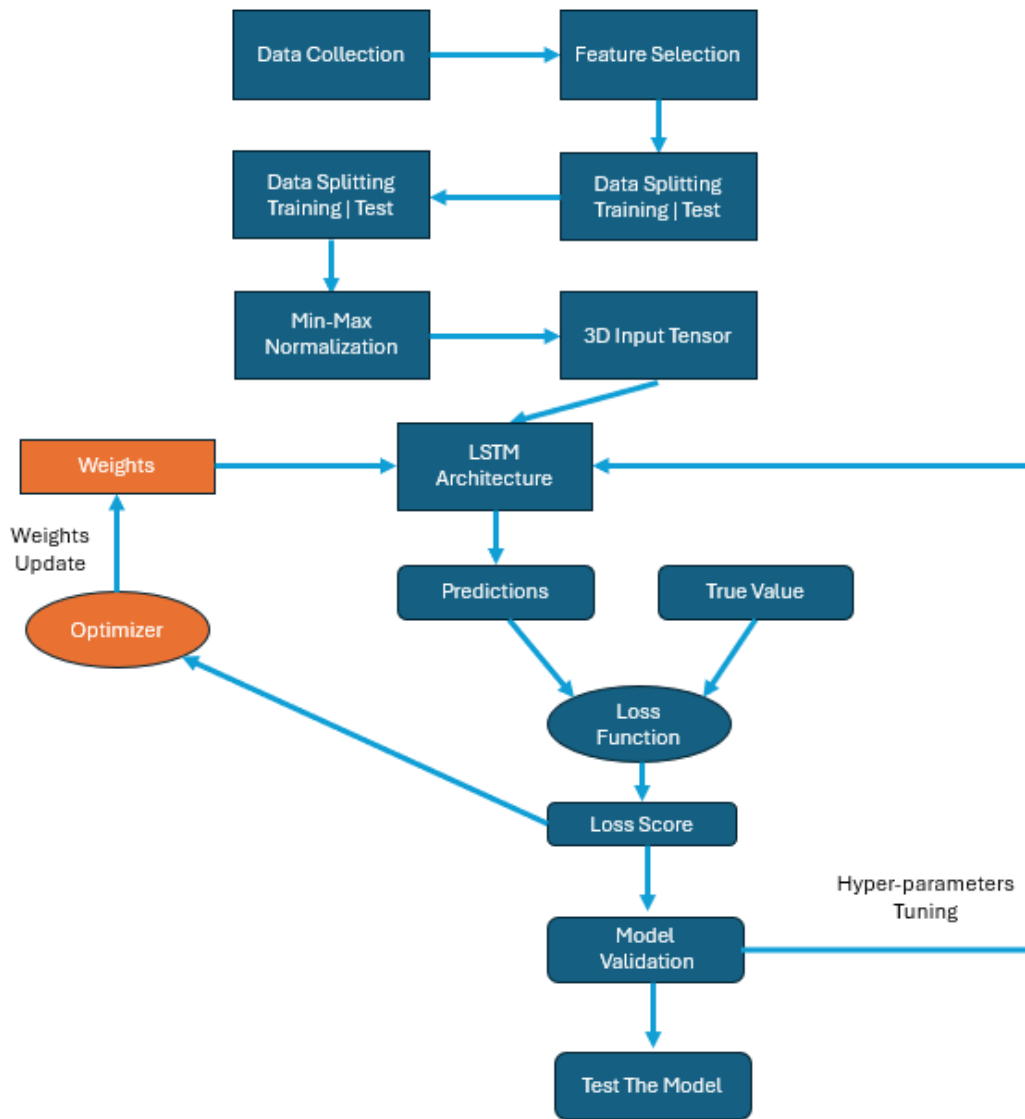 Data Collection
Feature Selection
Data Splitting
Training | Test
Data Splitting
Training | Test
Min-Max
Normalization
3D Input Tensor
Weights
LSTM
Architecture
Weights
Update
Predictions
True Value
Optimizer
Loss
Function
Loss Score
Hyper-parameters
Tuning
Model
Validation
Test The Model